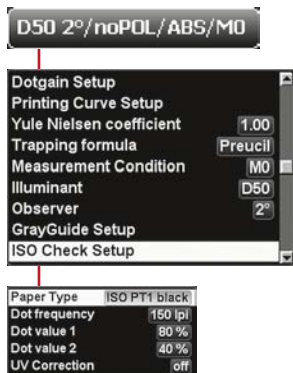 D50 2°/noPOL/ABS/M0
Dotgain Setup
Printing Curve Setup
Yule Nielsen coefficient 1.00
Trapping formula Preucil
Measurement Condition M0
Illuminant D50
Observer 2°
GrayGuide Setup
ISO Check Setup
Paper Type ISO PT1 black
Dot frequency 150 lpi
Dot value 1 80 %
Dot value 2 40 %
UV Correction off